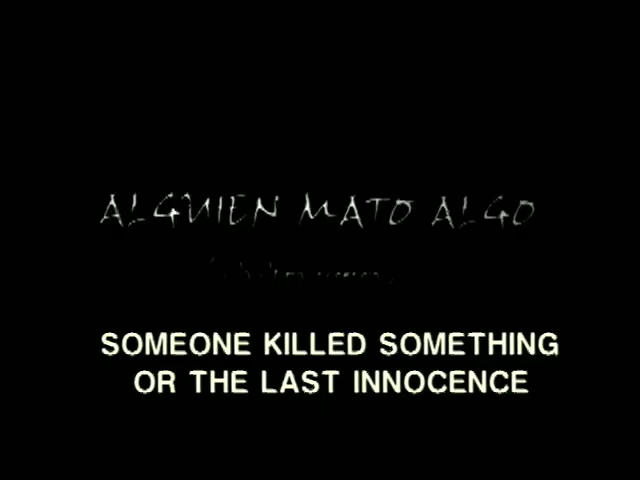 ALGUIEN MATO ALGO
SOMEONE KILLED SOMETHING
OR THE LAST INNOCENCE